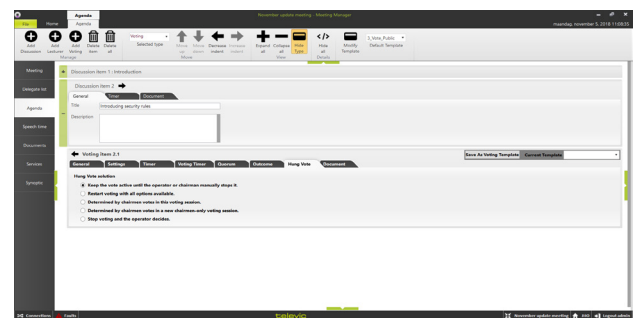 Agenda
November update meeting - Meeting Manager
File Home Agenda
maandag, november 5, 2018 11:08:35
Add Discussion
Add Lecturer
Add Voting
Delete item
Delete all
Manage
Voting
Selected type
Move up
Move down
Decrease indent
Increase indent
Move
Expand all
Collapse all
Hide Type
View
Hide all
Details
Modify Template
3_Vote_Public
Default Template
Meeting
Delegate list
Agenda
Speech time
Documents
Services
Synoptic
Discussion item 1 : Introduction
Discussion item 2
General Timer Document
Title Introducing security rules
Description
Voting item 2.1
Save As Voting Template Current Template
General Settings Timer Voting Timer Quorum Outcome Hung Vote Document
Hung Vote solution
Keep the vote active until the operator or chairman manually stops it.
Restart voting with all options available.
Determined by chairmen votes in this voting session.
Determined by chairmen votes in a new chairmen-only voting session.
Stop voting and the operator decides.
Connections Faults televic November update meeting Logout admin